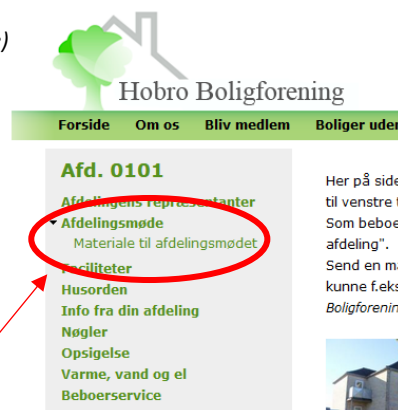 )
Hobro Boligforening
Forside Om os Bliv medlem Boliger uden
Afd. 0101
Afdelingens repræsentanter
Afdelingsmøde
Materiale til afdelingsmødet
Faciliteter
Husorden
Info fra din afdeling
Nøgler
Opsigelse
Varme, vand og el
Beboerservice
Her på side
til venstre
Som beboe
afdeling".
Send en ma
kunne f.eks
Boligforenin